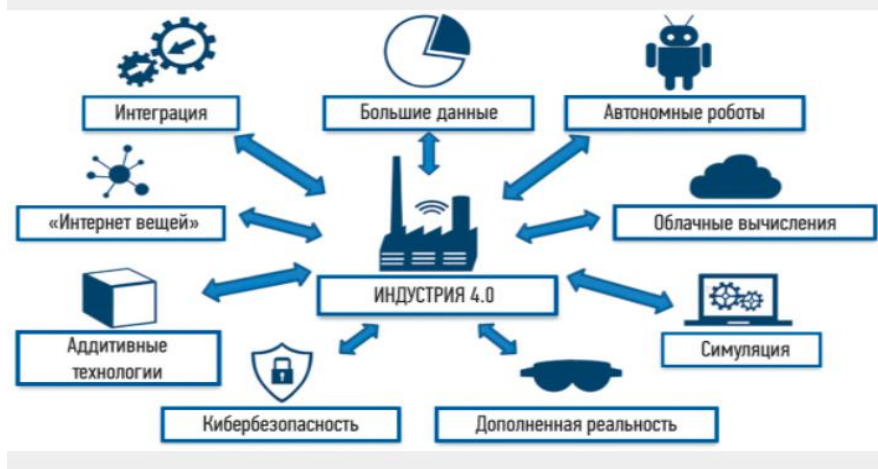 Интеграция
Большие данные
Автономные роботы
«Интернет вещей»
Облачные вычисления
ИНДУСТРИЯ 4.0
Аддитивные
технологии
Симуляция
Кибербезопасность
Дополненная реальность